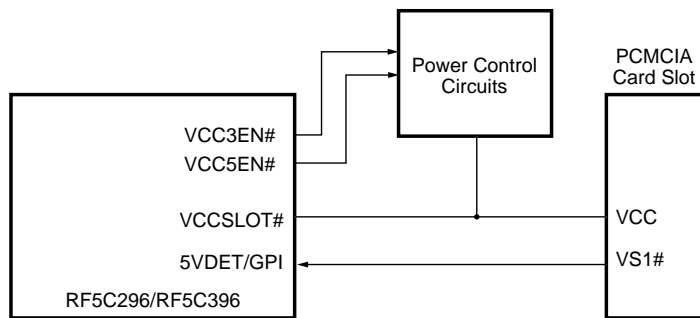 Power Control
Circuits
PCMCIA
Card Slot
VCC3EN#
VCC5EN#
VCCSLOT#
VCC
5VDET/GPI
VS1#
RF5C296/RF5C396